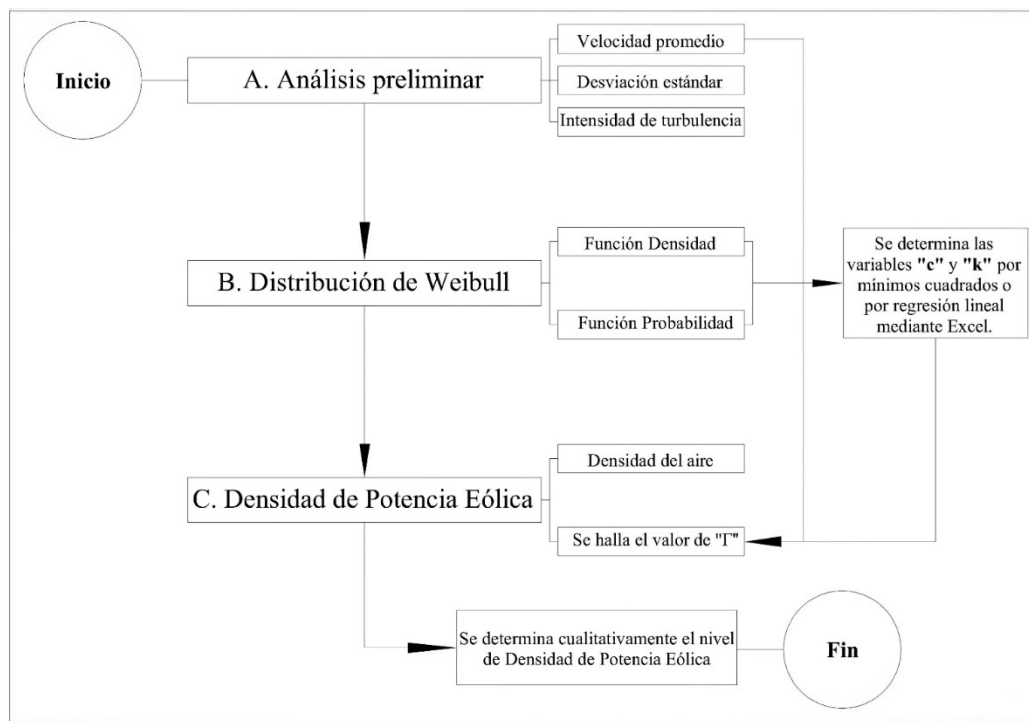 Inicio
A. Análisis preliminar
Velocidad promedio
Desviación estándar
Intensidad de turbulencia
B. Distribución de Weibull
Función Densidad
Función Probabilidad
Se determina las
variables "c" y "k" por
mínimos cuadrados o
por regresión lineal
mediante Excel.
C. Densidad de Potencia Eólica
Densidad del aire
Se halla el valor de "Γ"
Se determina cualitativamente el nivel
de Densidad de Potencia Eólica
Fin